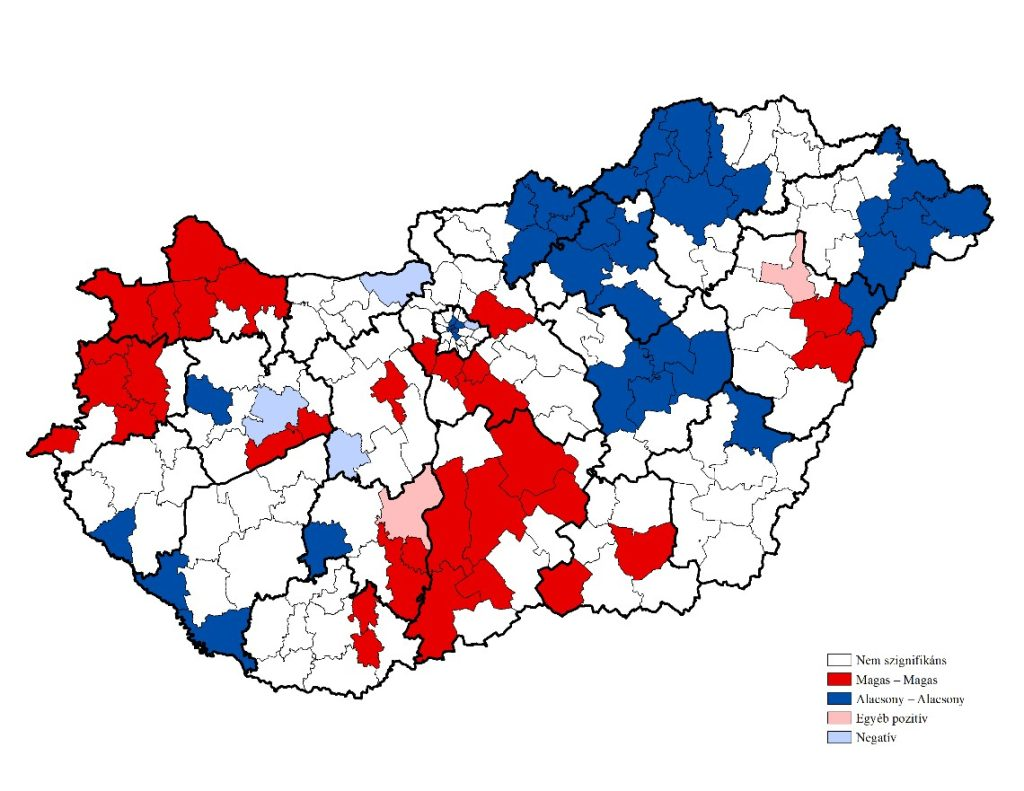 Nem szignifikáns
Magas – Magas
Alacsony – Alacsony
Egyéb pozitív
Negatív